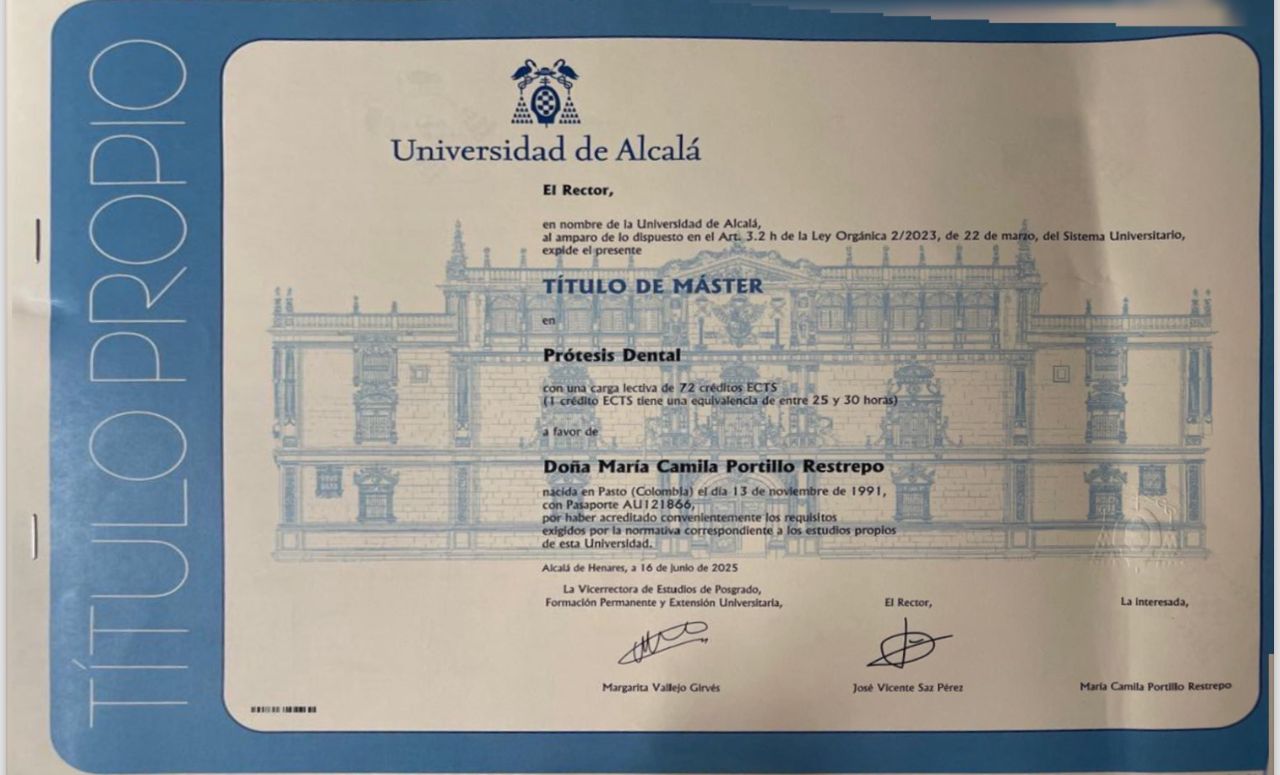 TÍTULO PROPIO
Universidad de Alcalá
El Rector,
en nombre de la Universidad de Alcalá,
al amparo de lo dispuesto en el Art. 3.2 h de la Ley Orgánica 2/2023, de 22 de marzo, del Sistema Universitario,
expide el presente
TÍTULO DE MÁSTER
en
Prótesis Dental
con una carga lectiva de 72 créditos ECTS
(1 crédito ECTS tiene una equivalencia de entre 25 y 30 horas)
a favor de
Doña María Camila Portillo Restrepo
nacida en Pasto (Colombia) el día 13 de noviembre de 1991,
con Pasaporte AU121866,
por haber acreditado convenientemente los requisitos
exigidos por la normativa correspondiente a los estudios propios
de esta Universidad.
Alcalá de Henares, a 16 de junio de 2025
La Vicerrectora de Estudios de Posgrado,
Formación Permanente y Extensión Universitaria,
El Rector,
La interesada,
Margarita Vallejo Girvés
José Vicente Saz Pérez
María Camila Portillo Restrepo